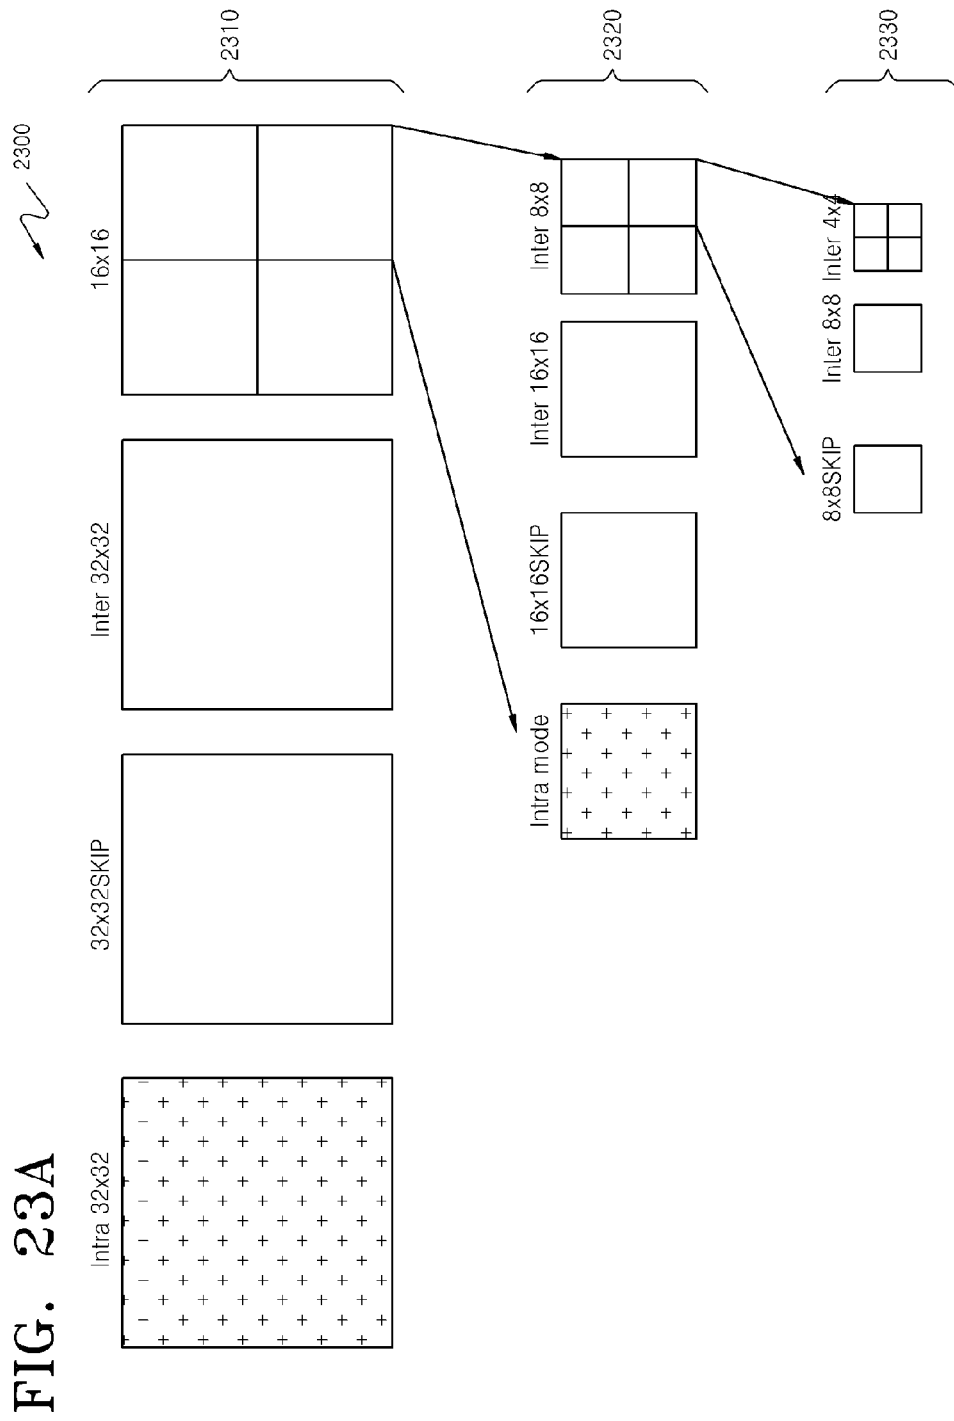 FIG. 23A
2300
Intra 32x32
32x32SKIP
Inter 32x32
16x16
2310
Intra mode
16x16SKIP
Inter 16x16
Inter 8x8
2320
8x8SKIP
Inter 8x8
Inter 4x4
2330